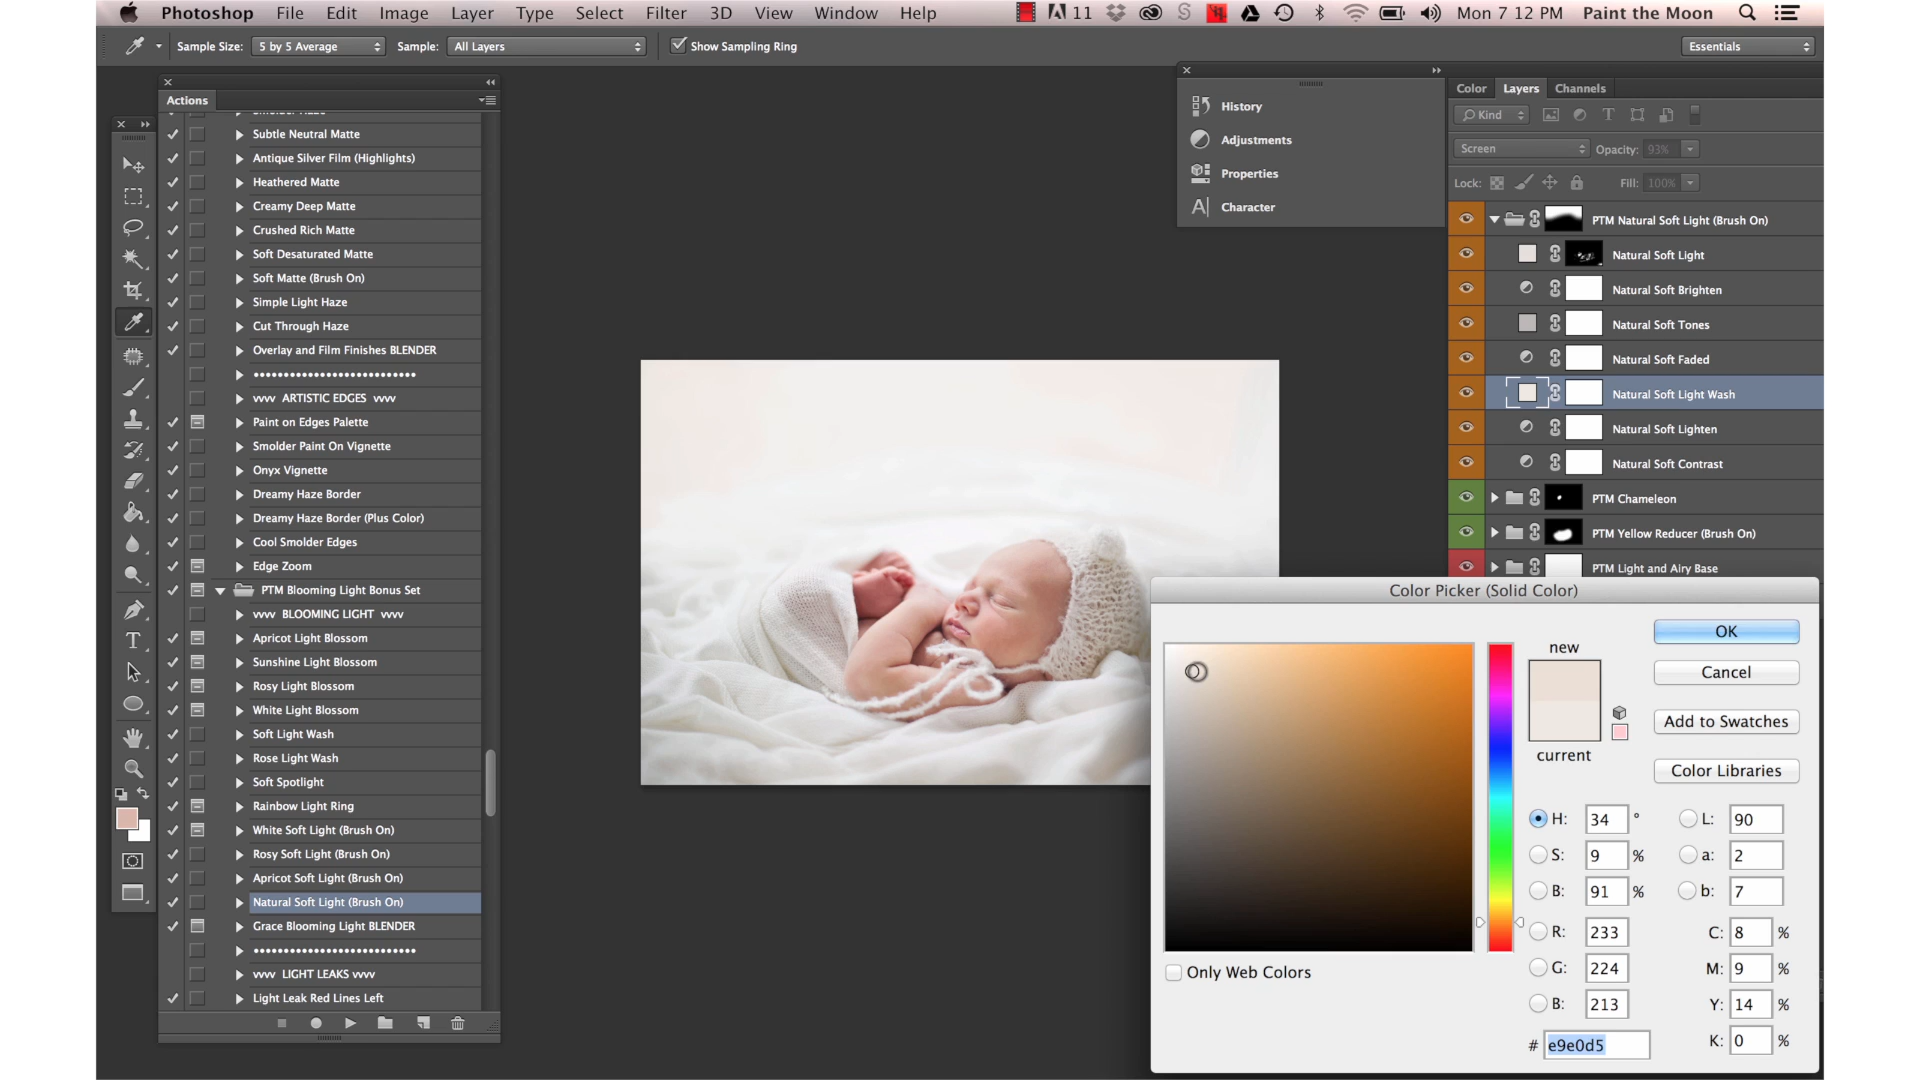 Photoshop File Edit Image Layer Type Select Filter 3D View Window Help 11 Mon 7 12 PM Paint the Moon
Sample Size: 5 by 5 Average Sample: All Layers Show Sampling Ring Essentials
Actions
Subtle Neutral Matte
Antique Silver Film (Highlights)
Heathered Matte
Creamy Deep Matte
Crushed Rich Matte
Soft Desaturated Matte
Soft Matte (Brush On)
Simple Light Haze
Cut Through Haze
Overlay and Film Finishes BLENDER
•••••••••••••••••••••••••••
vvvv ARTISTIC EDGES vvvv
Paint on Edges Palette
Smolder Paint On Vignette
Onyx Vignette
Dreamy Haze Border
Dreamy Haze Border (Plus Color)
Cool Smolder Edges
Edge Zoom
PTM Blooming Light Bonus Set
vvvv BLOOMING LIGHT vvvv
Apricot Light Blossom
Sunshine Light Blossom
Rosy Light Blossom
White Light Blossom
Soft Light Wash
Rose Light Wash
Soft Spotlight
Rainbow Light Ring
White Soft Light (Brush On)
Rosy Soft Light (Brush On)
Apricot Soft Light (Brush On)
Natural Soft Light (Brush On)
Grace Blooming Light BLENDER
•••••••••••••••••••••••••••
vvvv LIGHT LEAKS vvvv
Light Leak Red Lines Left
History
Adjustments
Properties
Character
Color Layers Channels
Kind
Screen Opacity: 93%
Lock: Fill: 100%
PTM Natural Soft Light (Brush On)
Natural Soft Light
Natural Soft Brighten
Natural Soft Tones
Natural Soft Faded
Natural Soft Light Wash
Natural Soft Lighten
Natural Soft Contrast
PTM Chameleon
PTM Yellow Reducer (Brush On)
PTM Light and Airy Base
Color Picker (Solid Color)
new
current
OK
Cancel
Add to Swatches
Color Libraries
H: 34 ° L: 90
S: 9 % a: 2
B: 91 % b: 7
R: 233 C: 8 %
G: 224 M: 9 %
B: 213 Y: 14 %
# e9e0d5 K: 0 %
Only Web Colors